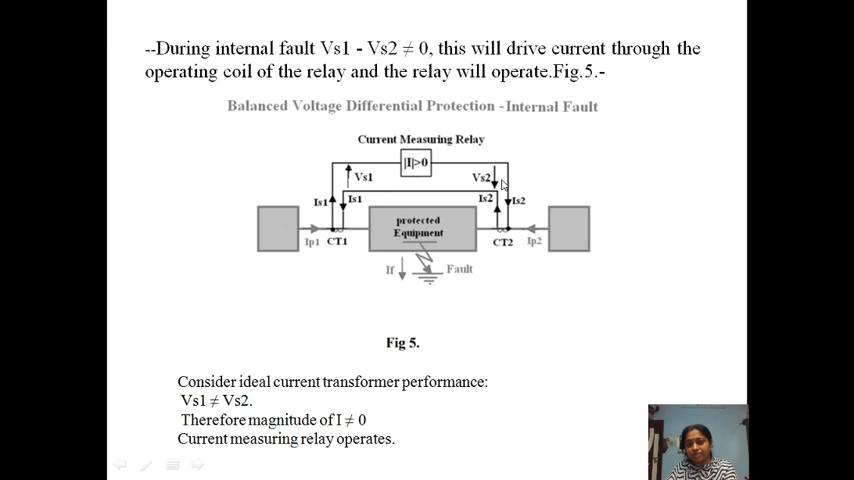 --During internal fault Vs1 - Vs2 ≠ 0, this will drive current through the
operating coil of the relay and the relay will operate.Fig.5.-
Balanced Voltage Differential Protection -Internal Fault
Current Measuring Relay
|I|>0
Vs1
Vs2
Is1
Is1
Is2
Is2
protected
Equipment
Ip1
CT1
CT2
Ip2
If
Fault
Fig 5.
Consider ideal current transformer performance:
Vs1 ≠ Vs2.
Therefore magnitude of I ≠ 0
Current measuring relay operates.